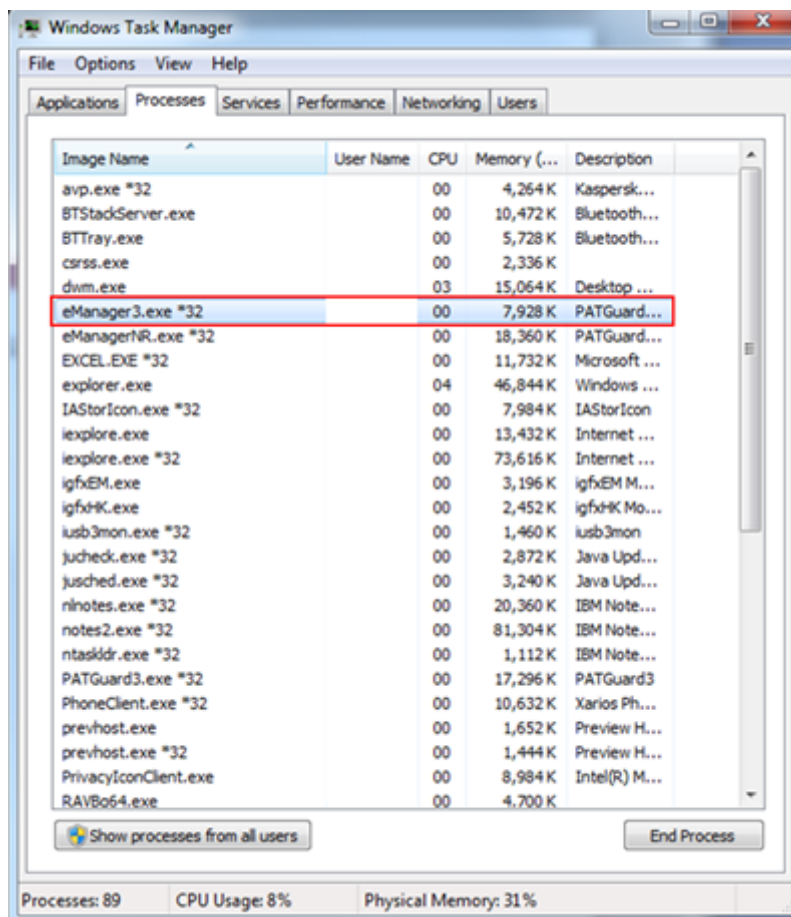 Windows Task Manager
File Options View Help
Applications Processes Services Performance Networking Users
Image Name User Name CPU Memory (... Description
avp.exe *32 00 4,264 K Kaspersk...
BTStackServer.exe 00 10,472 K Bluetooth...
BTTray.exe 00 5,728 K Bluetooth...
csrss.exe 00 2,336 K
dwm.exe 03 15,064 K Desktop ...
eManager3.exe *32 00 7,928 K PATGuard...
eManagerNR.exe *32 00 18,360 K PATGuard...
EXCEL.EXE *32 00 11,732 K Microsoft ...
explorer.exe 04 46,844 K Windows ...
IAStorIcon.exe *32 00 7,984 K IAStorIcon
iexplore.exe 00 13,432 K Internet ...
iexplore.exe *32 00 73,616 K Internet ...
igfxEM.exe 00 3,196 K igfxEM M...
igfxHK.exe 00 2,452 K igfxHK Mo...
iusb3mon.exe *32 00 1,460 K iusb3mon
jucheck.exe *32 00 2,872 K Java Upd...
jusched.exe *32 00 3,240 K Java Upd...
nlnotes.exe *32 00 20,360 K IBM Note...
notes2.exe *32 00 81,304 K IBM Note...
ntaskldr.exe *32 00 1,112 K IBM Note...
PATGuard3.exe *32 00 17,296 K PATGuard3
PhoneClient.exe *32 00 10,632 K Xarios Ph...
prevhost.exe 00 1,652 K Preview H...
prevhost.exe *32 00 1,444 K Preview H...
PrivacyIconClient.exe 00 8,984 K Intel(R) M...
RAVBg64.exe 00 4,700 K
Show processes from all users End Process
Processes: 89 CPU Usage: 8% Physical Memory: 31%